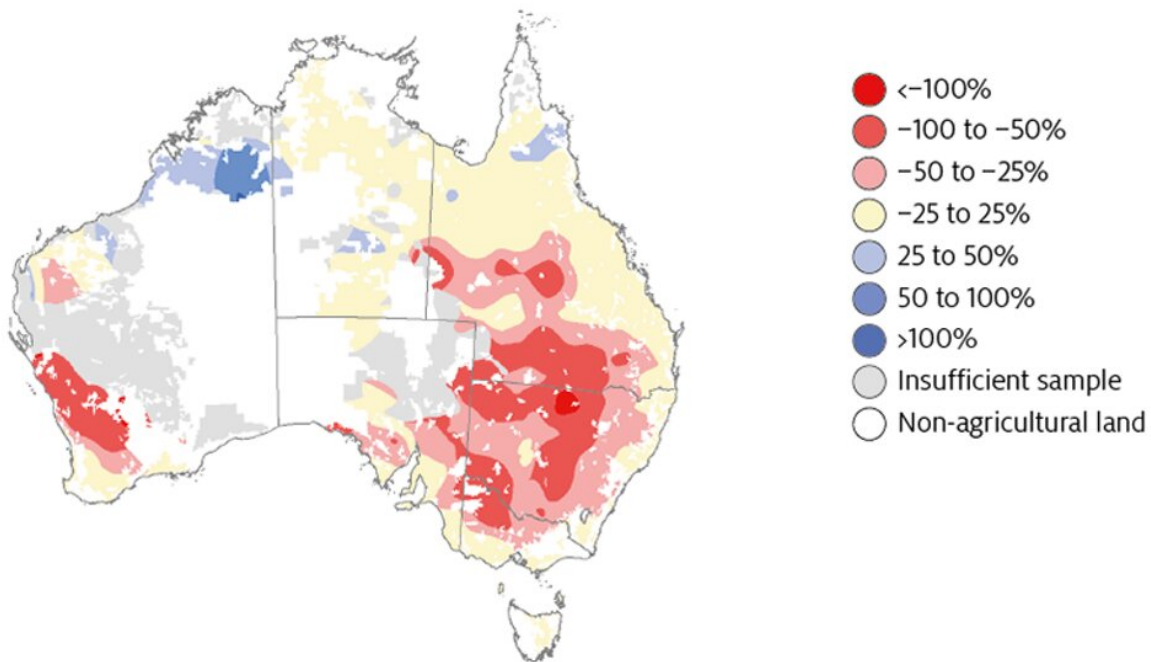 <–100%
–100 to –50%
–50 to –25%
–25 to 25%
25 to 50%
50 to 100%
>100%
Insufficient sample
Non-agricultural land